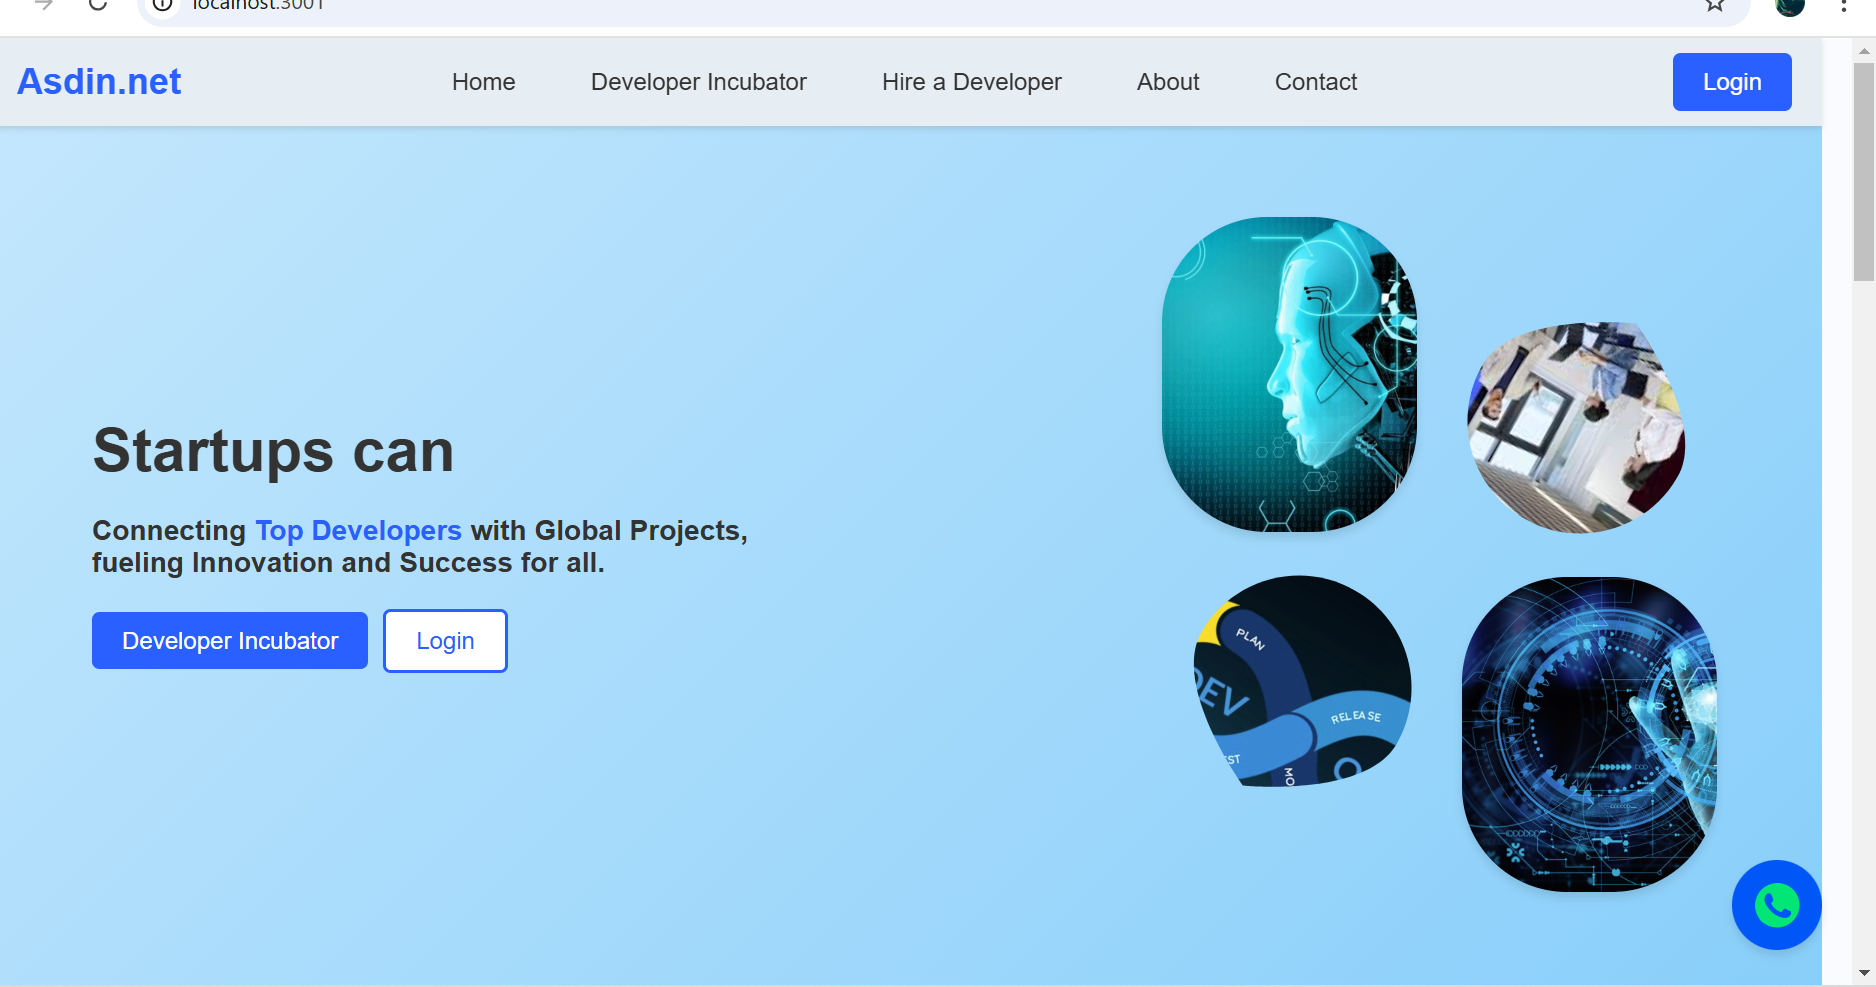 localhost:3001
Asdin.net
Home
Developer Incubator
Hire a Developer
About
Contact
Login
Startups can
Connecting Top Developers with Global Projects,
fueling Innovation and Success for all.
Developer Incubator
Login
PLAN
DEV
RELEASE
ST
MO
O